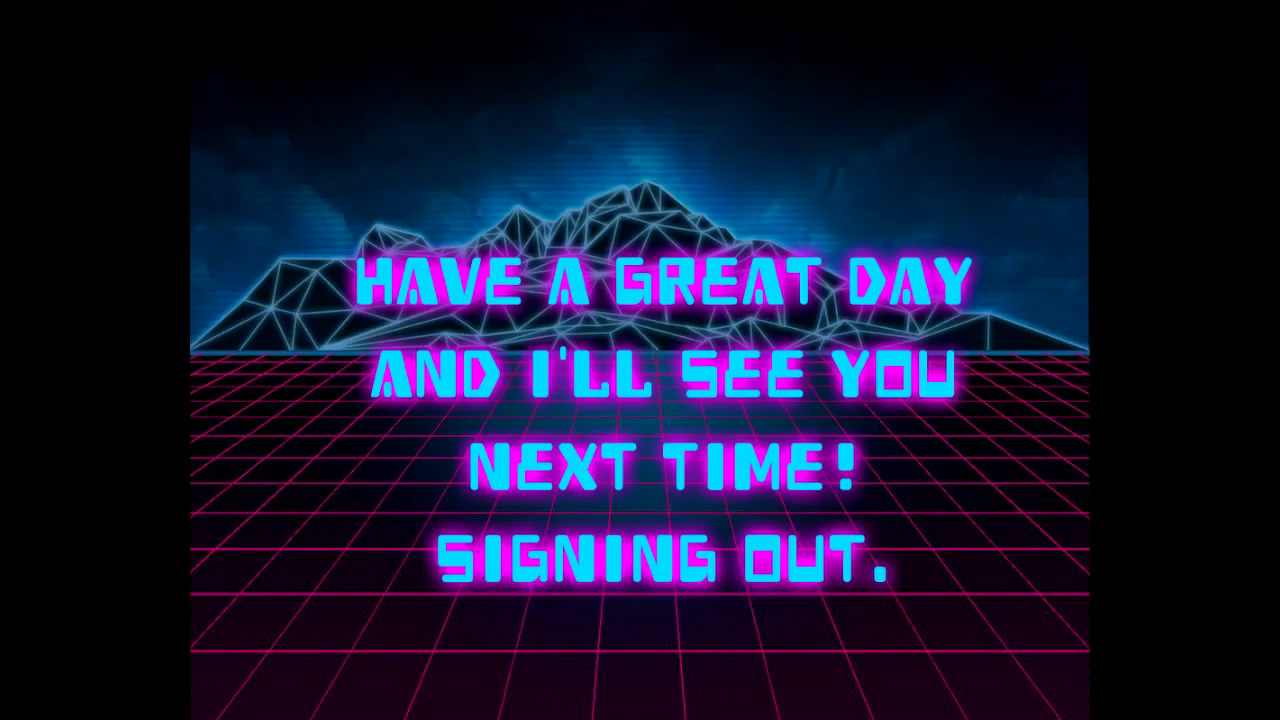 HAVE A GREAT DAY
AND I'LL SEE YOU
NEXT TIME!
SIGNING OUT.